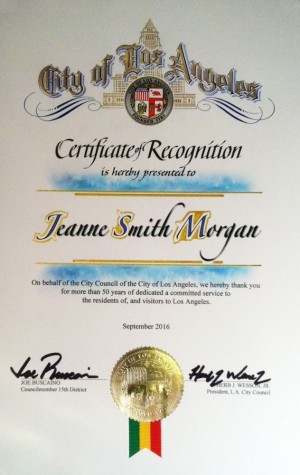 City of Los Angeles
Certificate of Recognition
is hereby presented to
Jeanne Smith Morgan
On behalf of the City Council of the City of Los Angeles, we hereby thank you
for more than 50 years of dedicated a committed service to
the residents of, and visitors to Los Angeles.
September 2016
JOE BUSCAINO
Councilmember 15th District
HERB J. WESSON, JR.
President, L.A. City Council